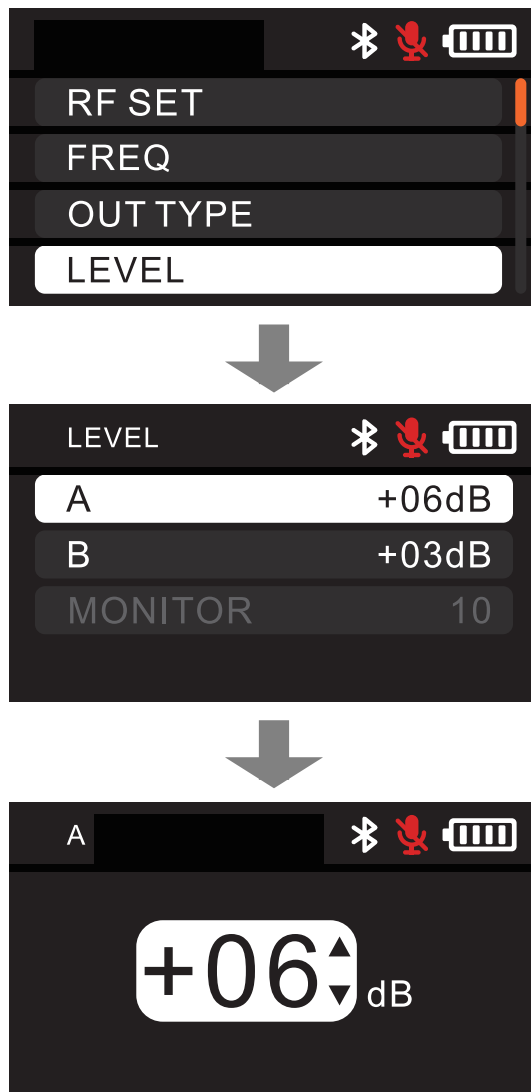 RF SET
FREQ
OUT TYPE
LEVEL
LEVEL
A +06dB
B +03dB
MONITOR 10
A
+06 dB